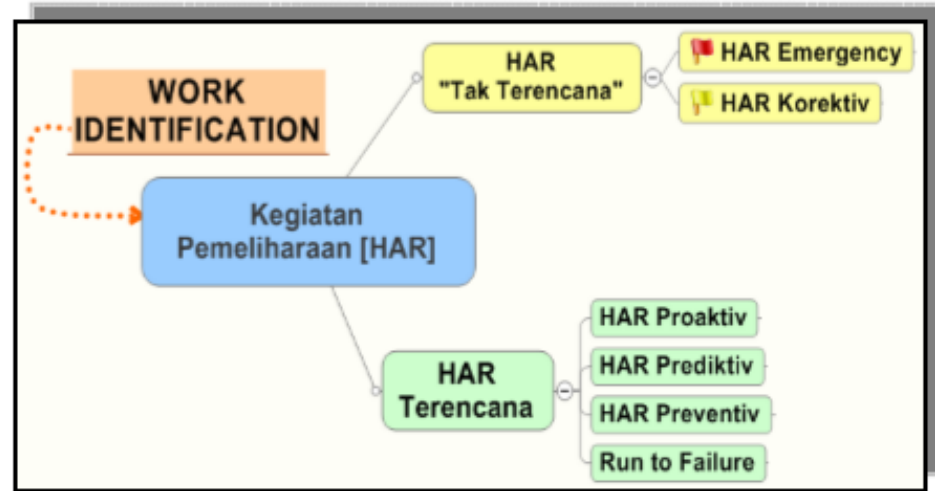 WORK
IDENTIFICATION
HAR
"Tak Terencana"
HAR Emergency
HAR Korektiv
Kegiatan
Pemeliharaan [HAR]
HAR
Terencana
HAR Proaktiv
HAR Prediktiv
HAR Preventiv
Run to Failure